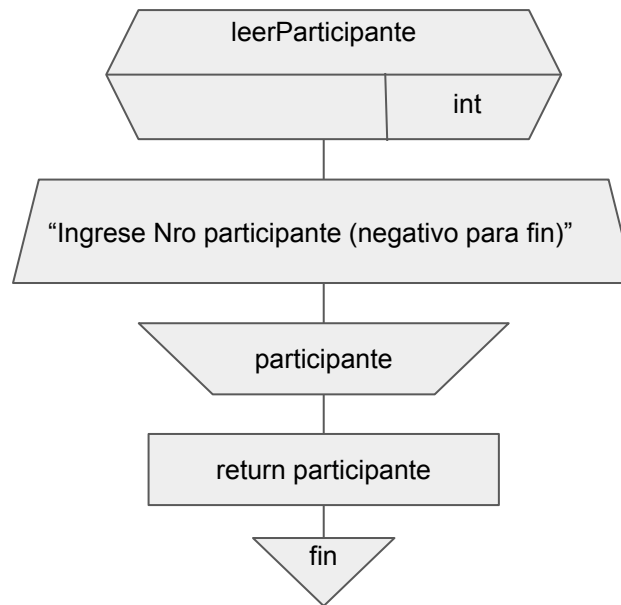 leerParticipante
int
“Ingrese Nro participante (negativo para fin)”
participante
return participante
fin